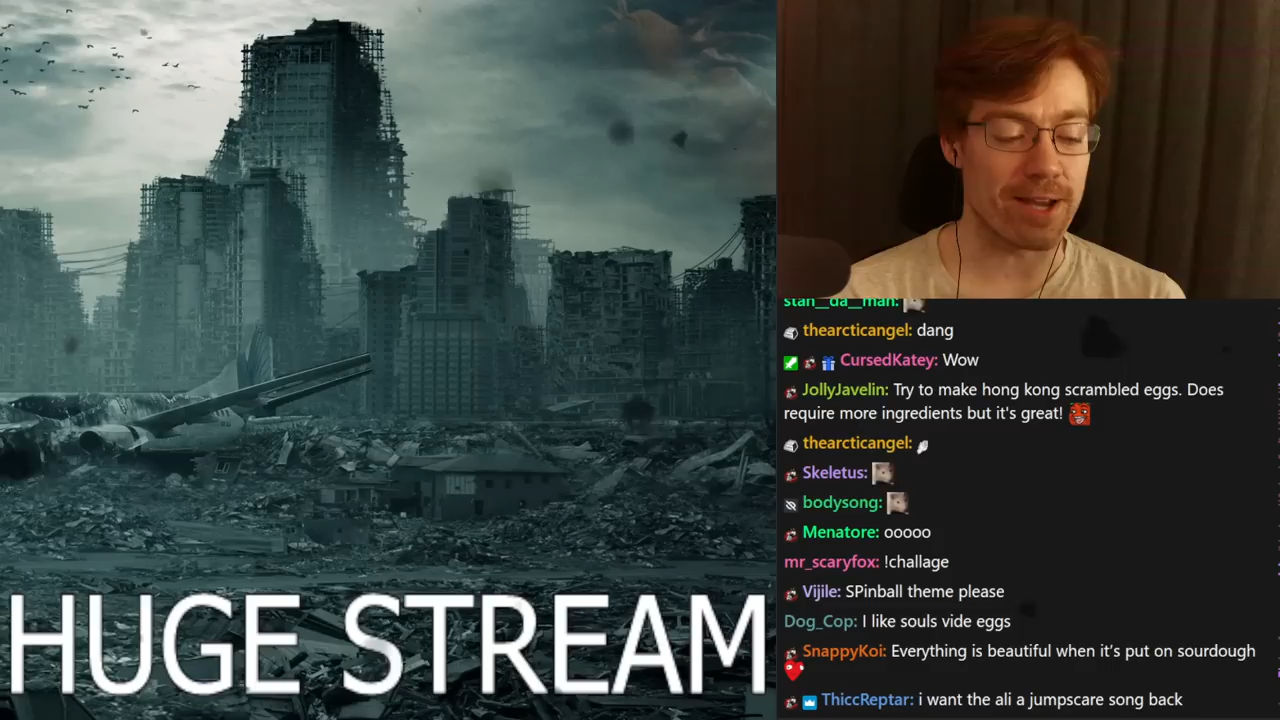 HUGE STREAM
stan__da__man:
thearcticangel: dang
CursedKatey: Wow
JollyJavelin: Try to make hong kong scrambled eggs. Does
require more ingredients but it's great!
thearcticangel:
Skeletus:
bodysong:
Menatore: ooooo
mr_scaryfox: !challage
Vijile: SPinball theme please
Dog_Cop: I like souls vide eggs
SnappyKoi: Everything is beautiful when it’s put on sourdough
ThiccReptar: i want the ali a jumpscare song back